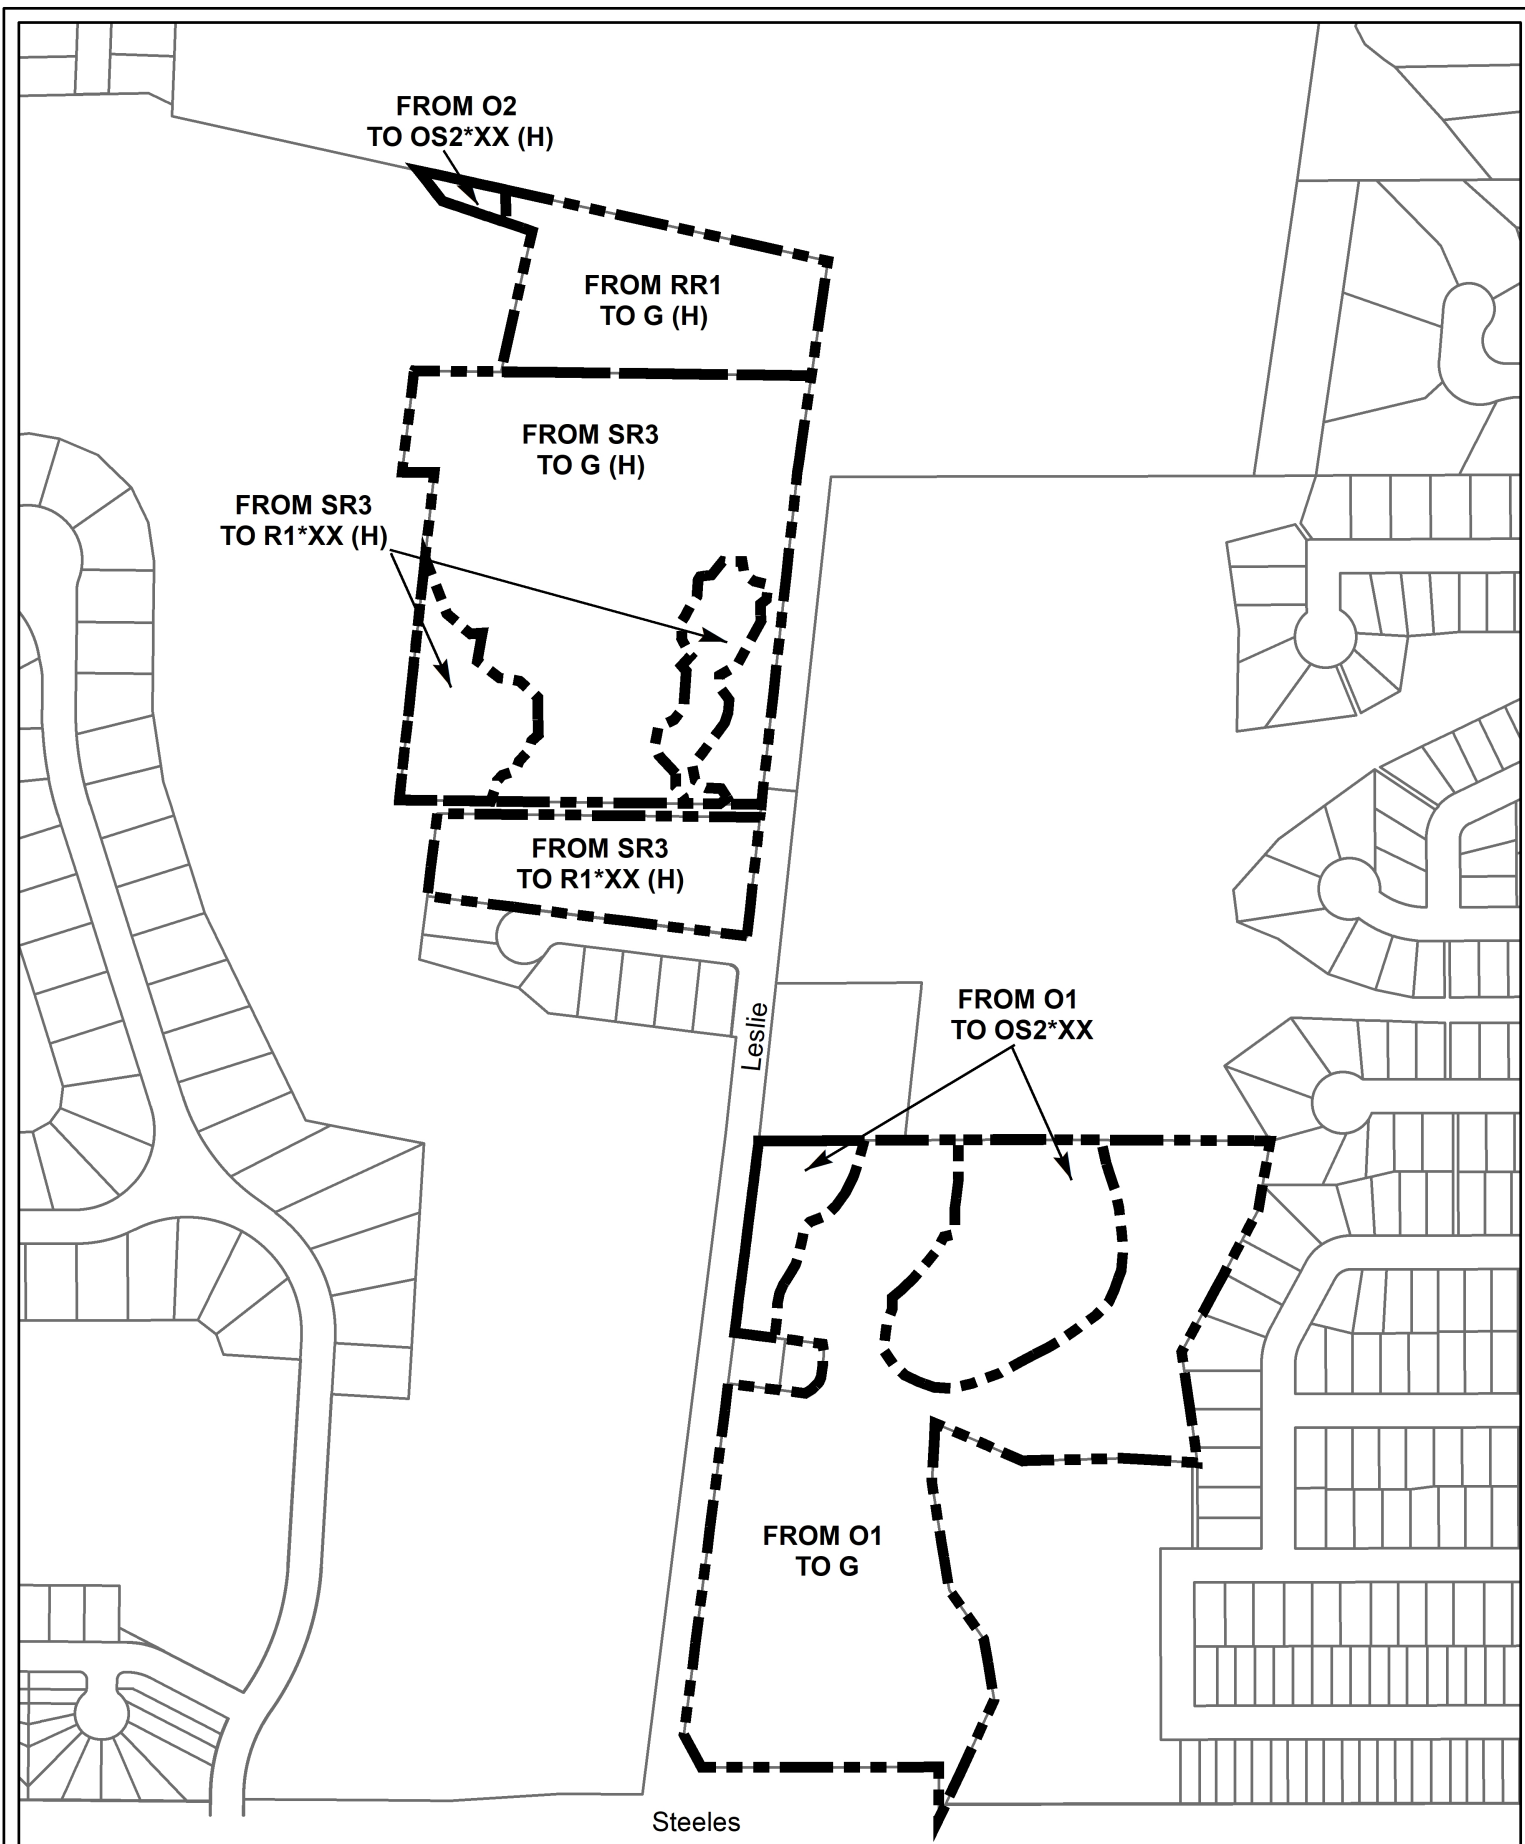 FROM O2
TO OS2*XX (H)
FROM RR1
TO G (H)
FROM SR3
TO G (H)
FROM SR3
TO R1*XX (H)
FROM SR3
TO R1*XX (H)
Leslie
FROM O1
TO OS2*XX
FROM O1
TO G
Steeles